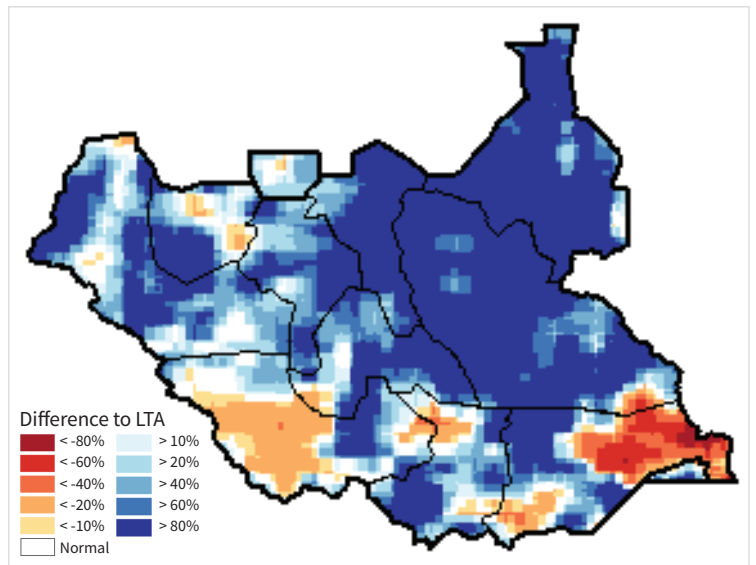 Difference to LTA
< -80% > 10%
< -60% > 20%
< -40% > 40%
< -20% > 60%
< -10% > 80%
Normal